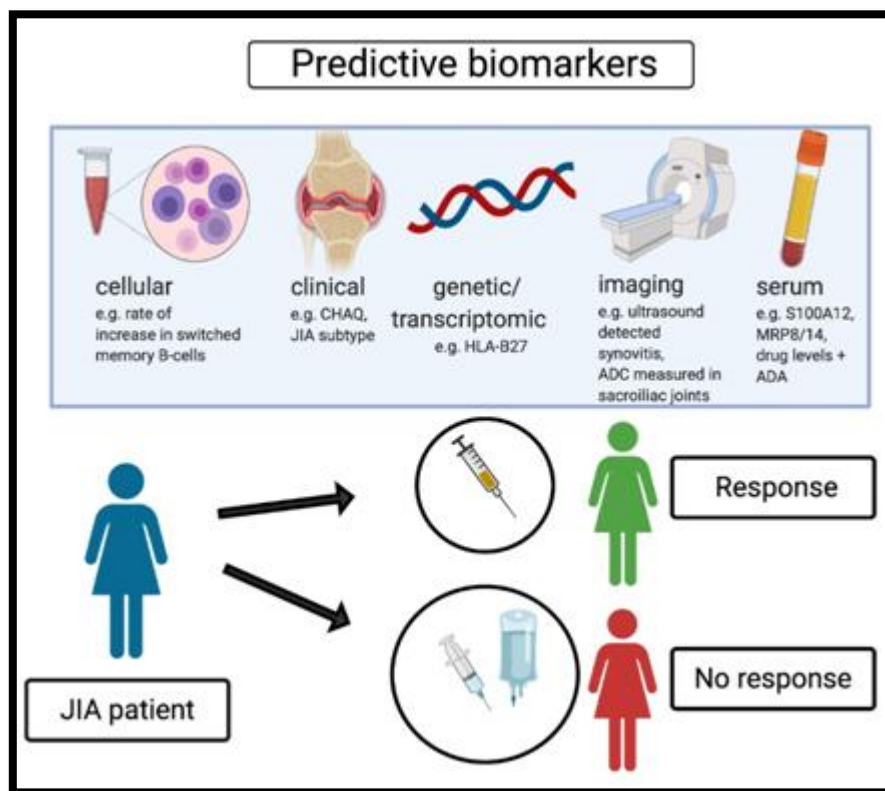 Predictive biomarkers
cellular
e.g. rate of
increase in switched
memory B-cells
clinical
e.g. CHAQ,
JIA subtype
genetic/
transcriptomic
e.g. HLA-B27
imaging
e.g. ultrasound
detected
synovitis,
ADC measured in
sacroiliac joints
serum
e.g. S100A12,
MRP8/14,
drug levels +
ADA
Response
JIA patient
No response